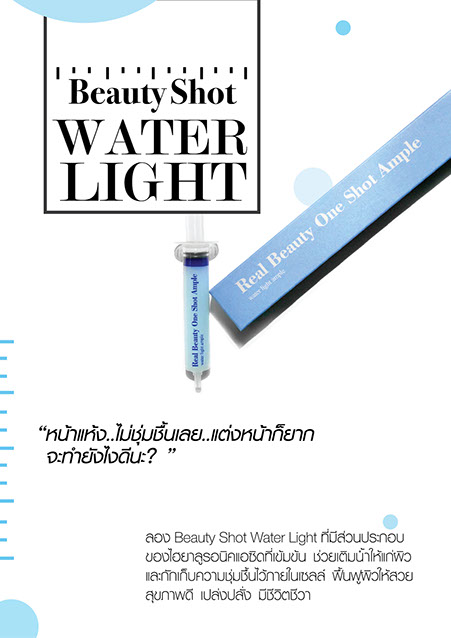 Beauty Shot
WATER
LIGHT
Real Beauty One Shot Ample
water light ample
Real Beauty One Shot Ample
water light ample
“หน้าแห้ง..ไม่ชุ่มชื้นเลย..แต่งหน้าก็ยาก
จะทำยังไงดีนะ? ”
ลอง Beauty Shot Water Light ที่มีส่วนประกอบ
ของไฮยาลูรอนิคแอซิดที่เข้มข้น ช่วยเติมน้ำให้แก่ผิว
และกักเก็บความชุ่มชื้นไว้ภายในเซลล์ ฟื้นฟูผิวให้สวย
สุขภาพดี เปล่งปลั่ง มีชีวิตชีวา